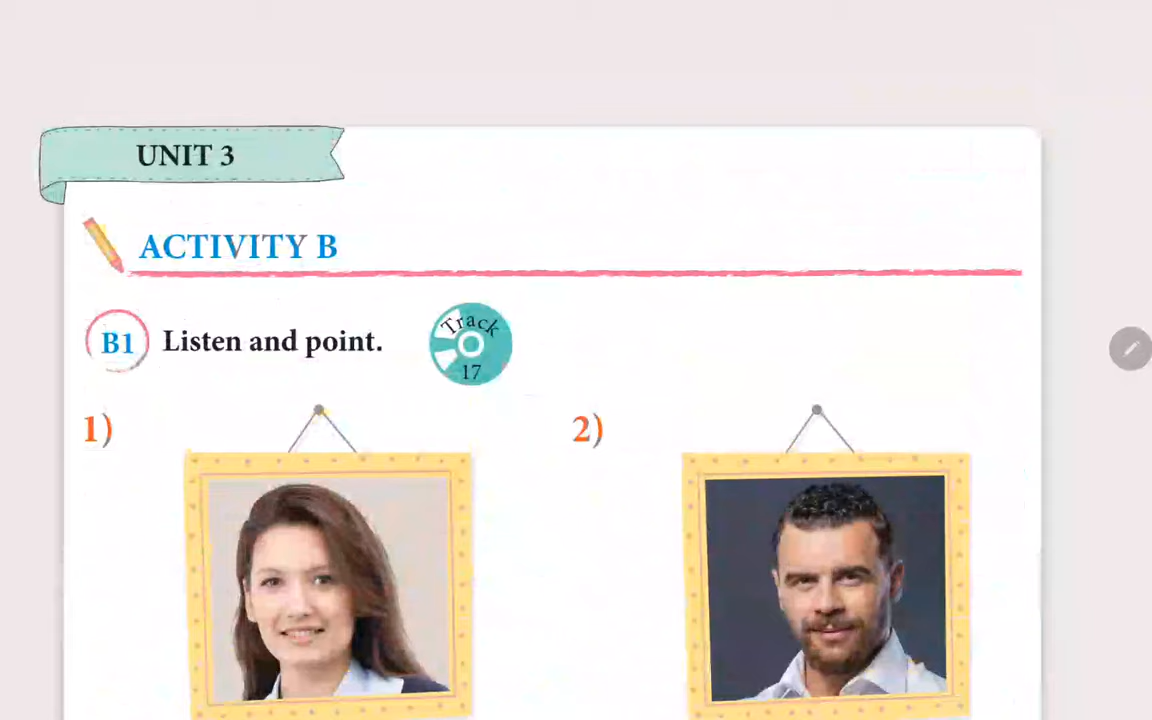 UNIT 3
ACTIVITY B
B1 Listen and point.
Track
17
1)
2)